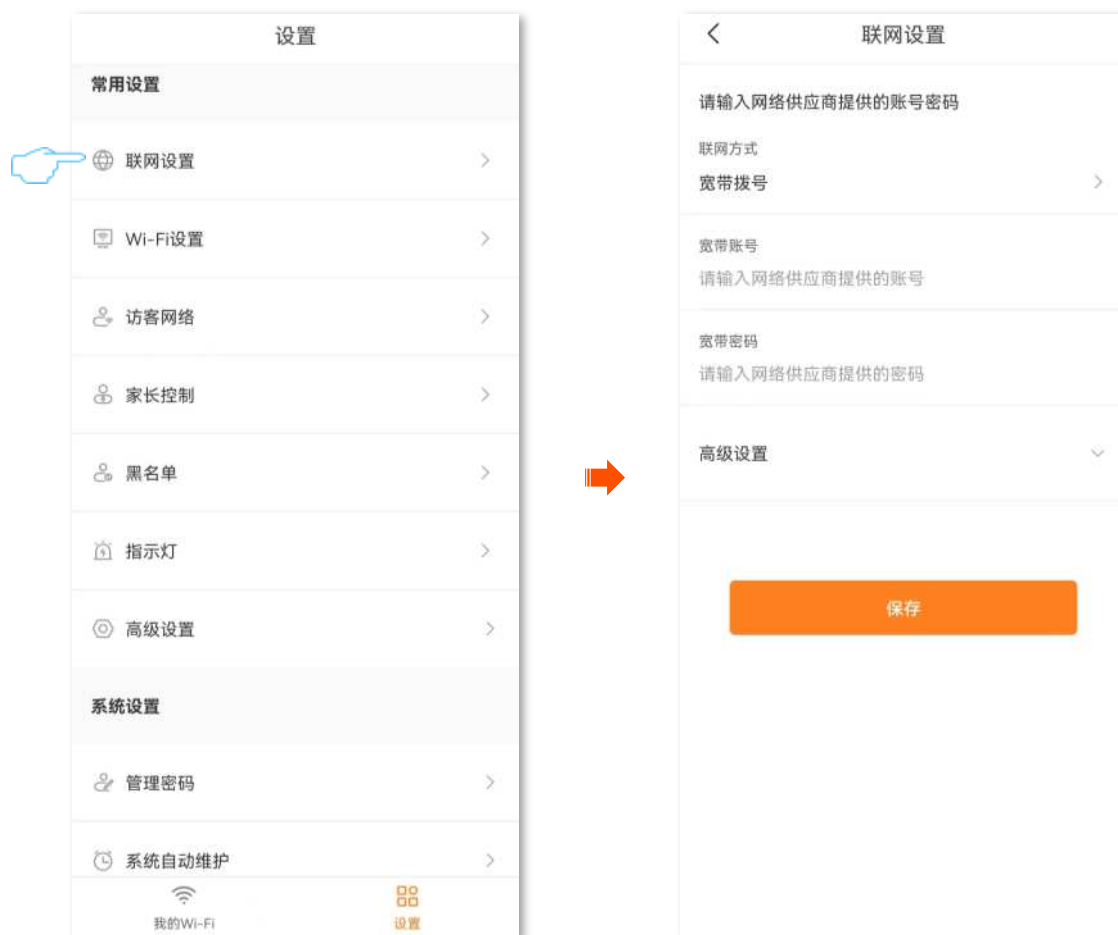 设置
常用设置
联网设置
Wi-Fi设置
访客网络
家长控制
黑名单
指示灯
高级设置
系统设置
管理密码
系统自动维护
我的Wi-Fi
设置
联网设置
请输入网络供应商提供的账号密码
联网方式
宽带拨号
宽带账号
请输入网络供应商提供的账号
宽带密码
请输入网络供应商提供的密码
高级设置
保存